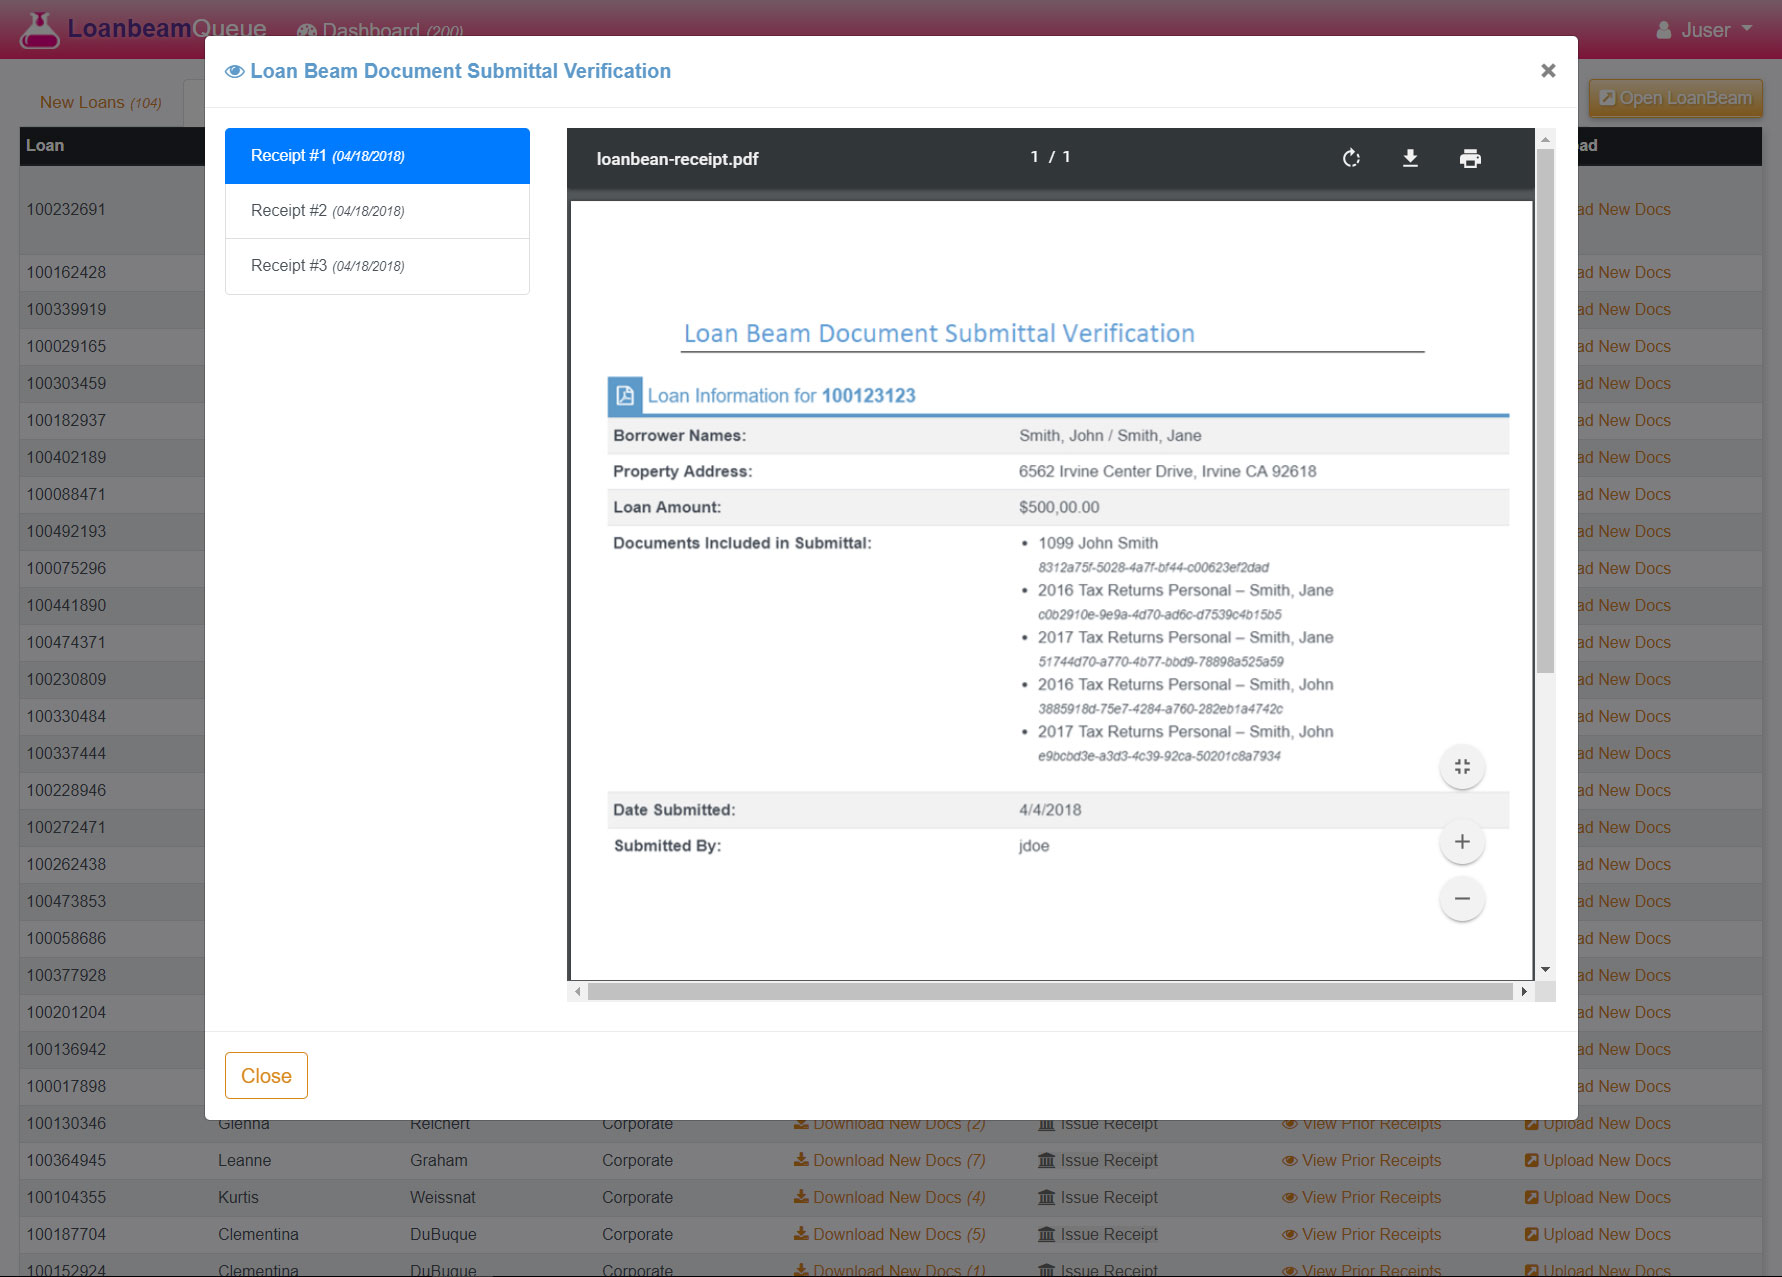 LoanbeamQueue Dashboard (200) Juser
Loan Beam Document Submittal Verification
New Loans (104)
Open LoanBeam
Loan
Receipt #1 (04/18/2018)
Receipt #2 (04/18/2018)
Receipt #3 (04/18/2018)
loanbean-receipt.pdf 1 / 1
Loan Beam Document Submittal Verification
Loan Information for 100123123
Borrower Names: Smith, John / Smith, Jane
Property Address: 6562 Irvine Center Drive, Irvine CA 92618
Loan Amount: $500,00.00
Documents Included in Submittal:
• 1099 John Smith
8312a75f-5028-4a7f-bf44-c00623ef2dad
• 2016 Tax Returns Personal – Smith, Jane
c0b2910e-9e9a-4d70-ad6c-d7539c4b15b5
• 2017 Tax Returns Personal – Smith, Jane
51744d70-a770-4b77-bbd9-78898a525a59
• 2016 Tax Returns Personal – Smith, John
3885918d-75e7-4284-a760-282eb1a4742c
• 2017 Tax Returns Personal – Smith, John
e9bcbd3e-a3d3-4c39-92ca-50201c8a7934
Date Submitted: 4/4/2018
Submitted By: jdoe
Close
100232691 ad New Docs
100162428 ad New Docs
100339919 ad New Docs
100029165 ad New Docs
100303459 ad New Docs
100182937 ad New Docs
100402189 ad New Docs
100088471 ad New Docs
100492193 ad New Docs
100075296 ad New Docs
100441890 ad New Docs
100474371 ad New Docs
100230809 ad New Docs
100330484 ad New Docs
100337444 ad New Docs
100228946 ad New Docs
100272471 ad New Docs
100262438 ad New Docs
100473853 ad New Docs
100058686 ad New Docs
100377928 ad New Docs
100201204 ad New Docs
100136942 ad New Docs
100017898 ad New Docs
100130346 Glenna Reichert Corporate Download New Docs (2) Issue Receipt View Prior Receipts Upload New Docs
100364945 Leanne Graham Corporate Download New Docs (7) Issue Receipt View Prior Receipts Upload New Docs
100104355 Kurtis Weissnat Corporate Download New Docs (4) Issue Receipt View Prior Receipts Upload New Docs
100187704 Clementina DuBuque Corporate Download New Docs (5) Issue Receipt View Prior Receipts Upload New Docs
100152924 Clementina DuBuque Corporate Download New Docs (1) Issue Receipt View Prior Receipts Upload New Docs